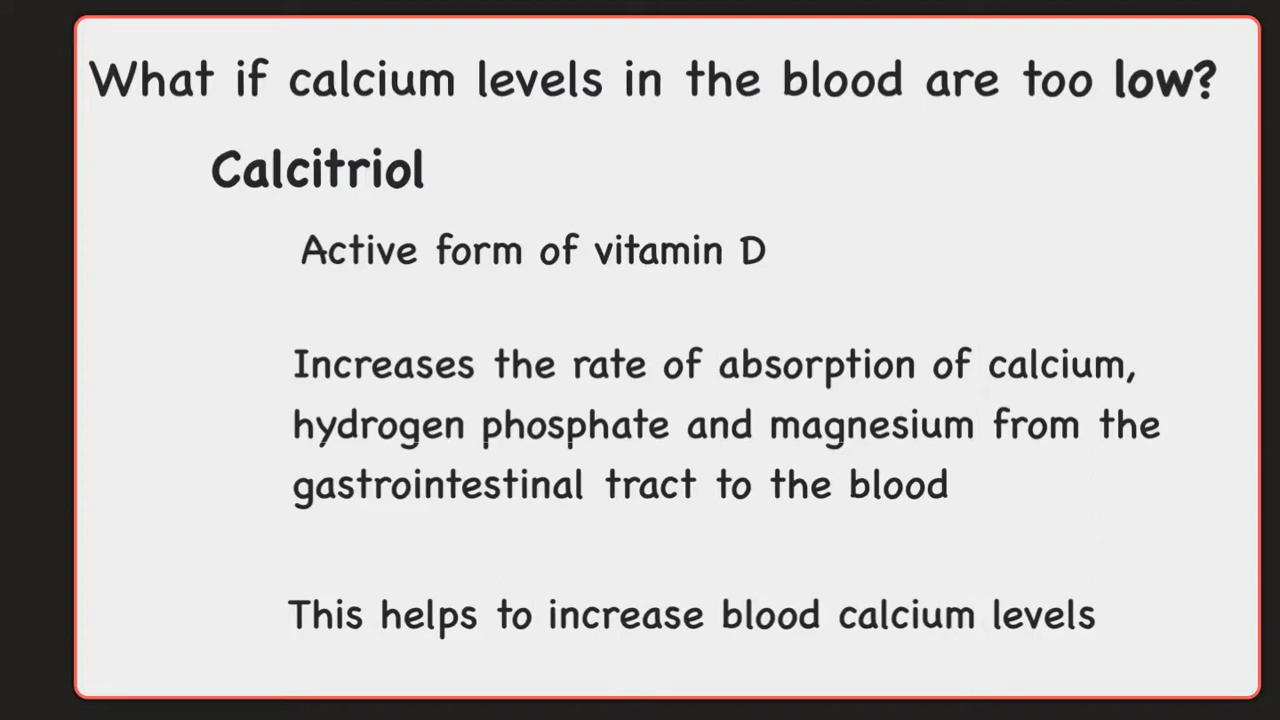 What if calcium levels in the blood are too low?
Calcitriol
Active form of vitamin D
Increases the rate of absorption of calcium,
hydrogen phosphate and magnesium from the
gastrointestinal tract to the blood
This helps to increase blood calcium levels